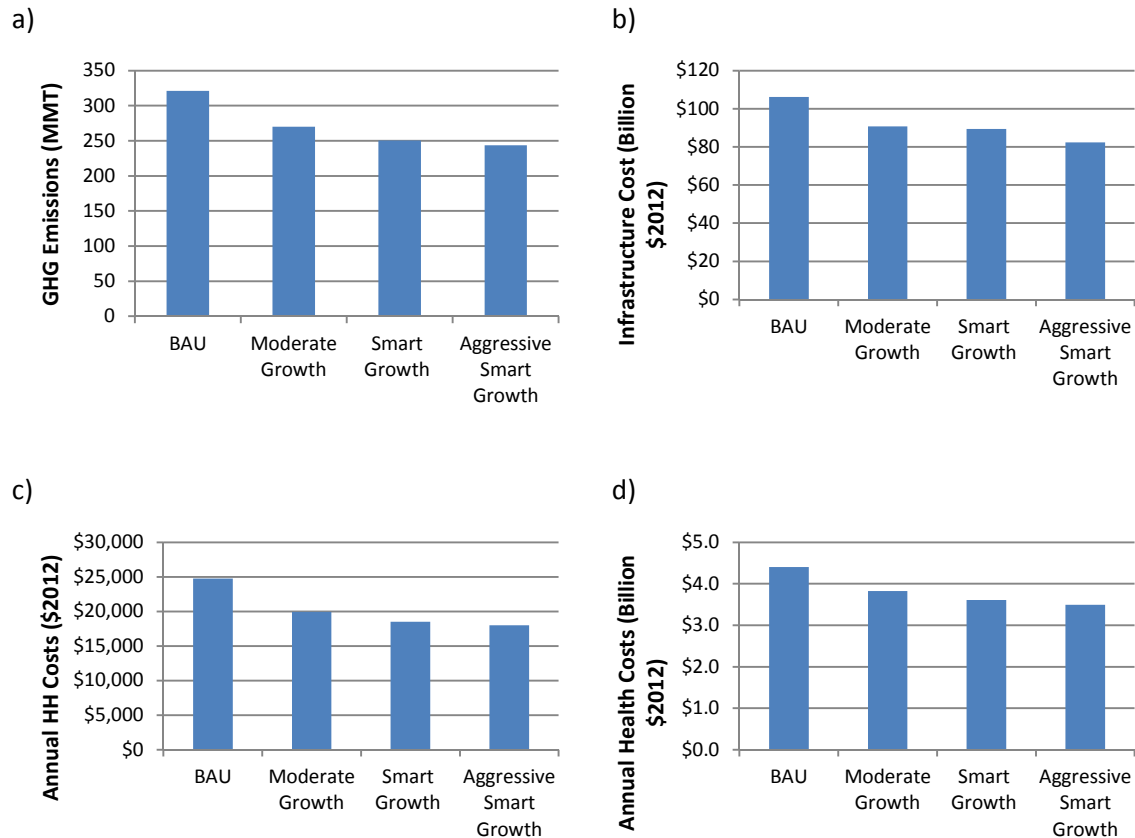 a)
GHG Emissions (MMT)
350
300
250
200
150
100
50
0
BAU
Moderate
Growth
Smart
Growth
Aggressive
Smart
Growth
b)
Infrastructure Cost (Billion
$2012)
$120
$100
$80
$60
$40
$20
$0
BAU
Moderate
Growth
Smart
Growth
Aggressive
Smart
Growth
c)
Annual HH Costs ($2012)
$30,000
$25,000
$20,000
$15,000
$10,000
$5,000
$0
BAU
Moderate
Growth
Smart
Growth
Aggressive
Smart
Growth
d)
Annual Health Costs (Billion
$2012)
$5.0
$4.0
$3.0
$2.0
$1.0
$0.0
BAU
Moderate
Growth
Smart
Growth
Aggressive
Smart
Growth